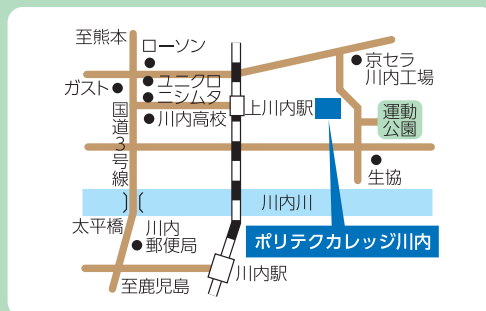 至熊本
ローソン
京セラ
川内工場
ユニクロ
ガスト
ニシムタ
国道3号線
上川内駅
運動
公園
川内高校
生協
川内川
太平橋
川内
郵便局
ポリテクカレッジ川内
川内駅
至鹿児島